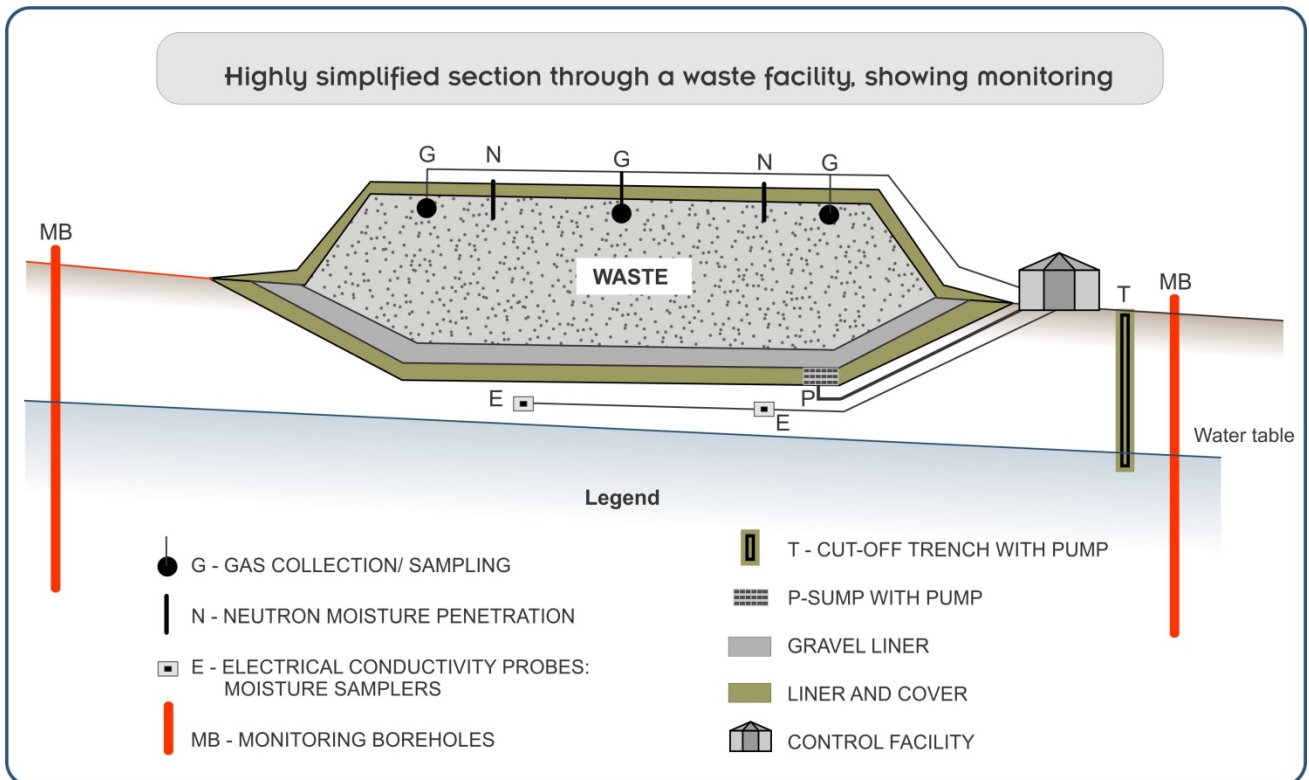 Highly simplified section through a waste facility, showing monitoring
G
N
G
N
G
MB
WASTE
T
MB
E
P
E
Water table
Legend
G - GAS COLLECTION/ SAMPLING
N - NEUTRON MOISTURE PENETRATION
E - ELECTRICAL CONDUCTIVITY PROBES:
MOISTURE SAMPLERS
MB - MONITORING BOREHOLES
T - CUT-OFF TRENCH WITH PUMP
P-SUMP WITH PUMP
GRAVEL LINER
LINER AND COVER
CONTROL FACILITY